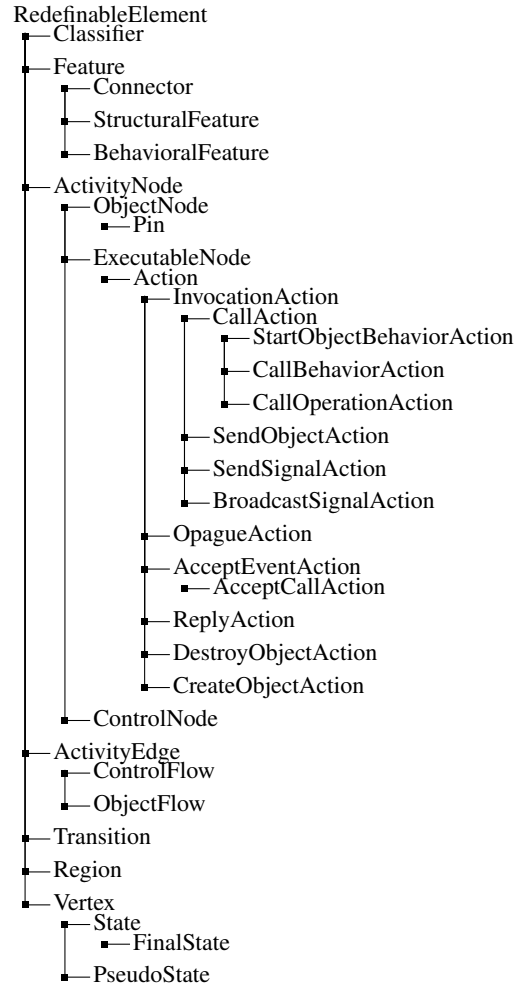 RedefinableElement
Classifier
Feature
Connector
StructuralFeature
BehavioralFeature
ActivityNode
ObjectNode
Pin
ExecutableNode
Action
InvocationAction
CallAction
StartObjectBehaviorAction
CallBehaviorAction
CallOperationAction
SendObjectAction
SendSignalAction
BroadcastSignalAction
OpagueAction
AcceptEventAction
AcceptCallAction
ReplyAction
DestroyObjectAction
CreateObjectAction
ControlNode
ActivityEdge
ControlFlow
ObjectFlow
Transition
Region
Vertex
State
FinalState
PseudoState